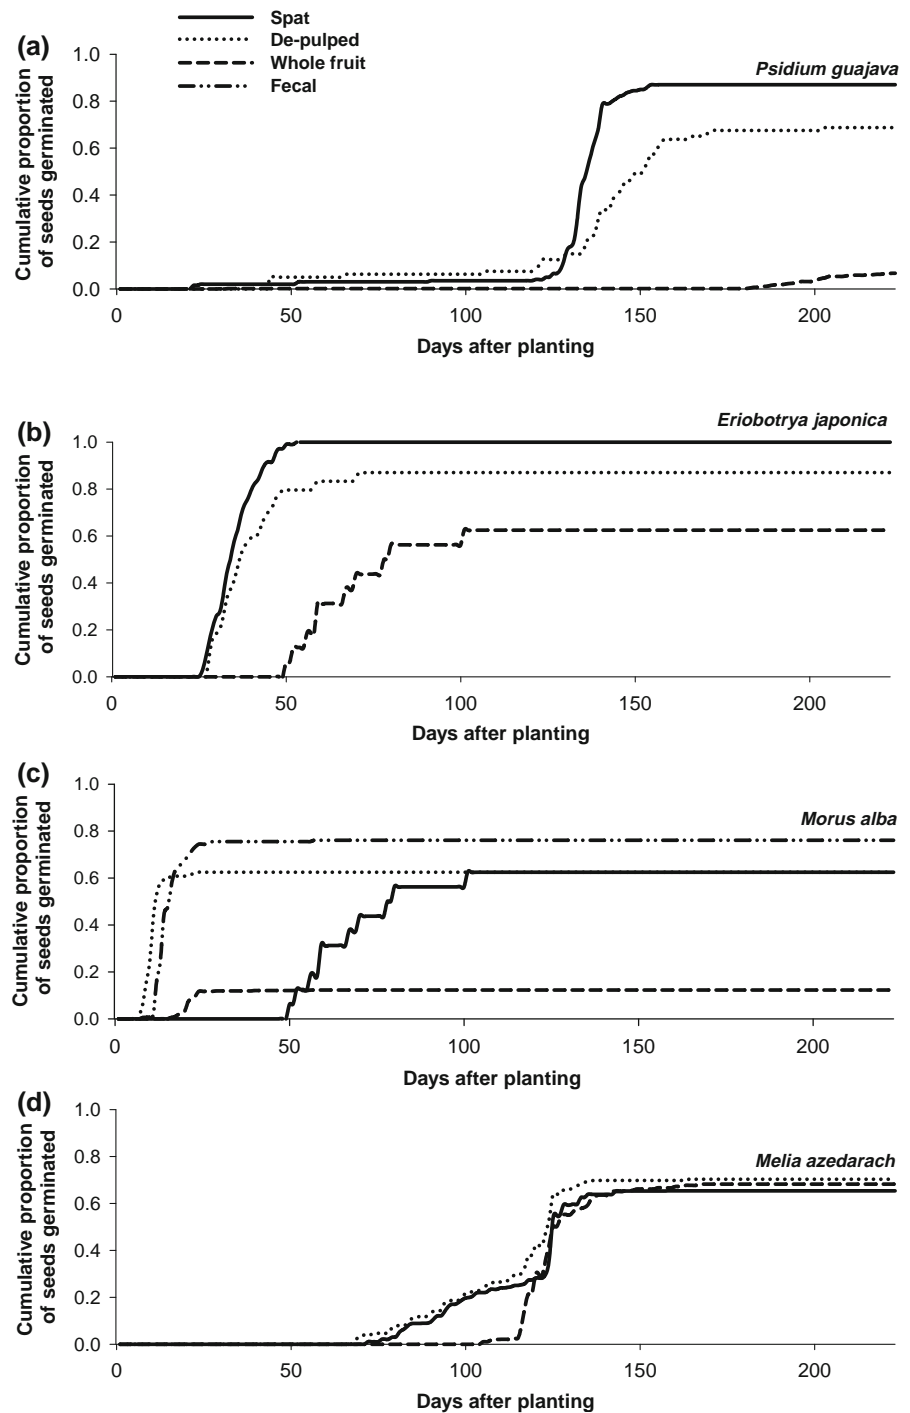 Spat
De-pulped
Whole fruit
Fecal
(a)
Psidium guajava
Cumulative proportion
of seeds germinated
1.0
0.8
0.6
0.4
0.2
0.0
0 50 100 150 200
Days after planting
(b)
Eriobotrya japonica
Cumulative proportion
of seeds germinated
1.0
0.8
0.6
0.4
0.2
0.0
0 50 100 150 200
Days after planting
(c)
Morus alba
Cumulative proportion
of seeds germinated
1.0
0.8
0.6
0.4
0.2
0.0
0 50 100 150 200
Days after planting
(d)
Melia azedarach
Cumulative proportion
of seeds germinated
1.0
0.8
0.6
0.4
0.2
0.0
0 50 100 150 200
Days after planting